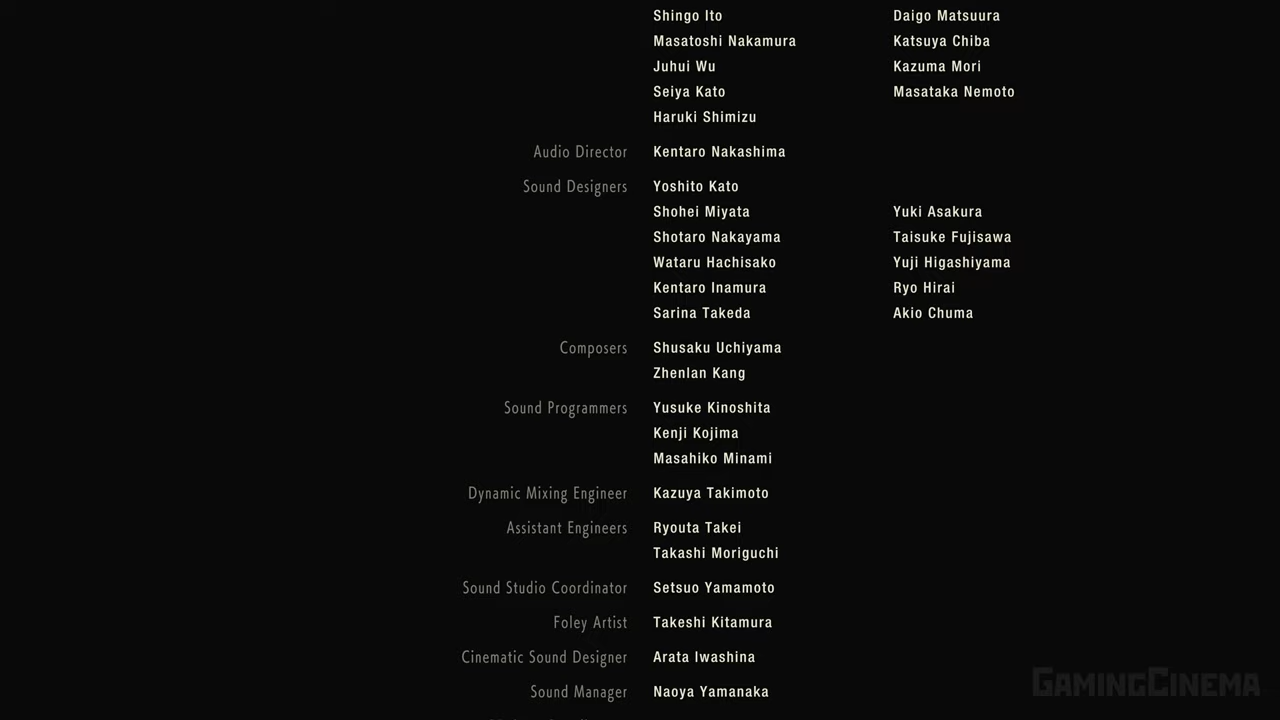 Shingo Ito Daigo Matsuura
Masatoshi Nakamura Katsuya Chiba
Juhui Wu Kazuma Mori
Seiya Kato Masataka Nemoto
Haruki Shimizu
Audio Director Kentaro Nakashima
Sound Designers Yoshito Kato
Shohei Miyata Yuki Asakura
Shotaro Nakayama Taisuke Fujisawa
Wataru Hachisako Yuji Higashiyama
Kentaro Inamura Ryo Hirai
Sarina Takeda Akio Chuma
Composers Shusaku Uchiyama
Zhenlan Kang
Sound Programmers Yusuke Kinoshita
Kenji Kojima
Masahiko Minami
Dynamic Mixing Engineer Kazuya Takimoto
Assistant Engineers Ryouta Takei
Takashi Moriguchi
Sound Studio Coordinator Setsuo Yamamoto
Foley Artist Takeshi Kitamura
Cinematic Sound Designer Arata Iwashina
Sound Manager Naoya Yamanaka
GamingCinema